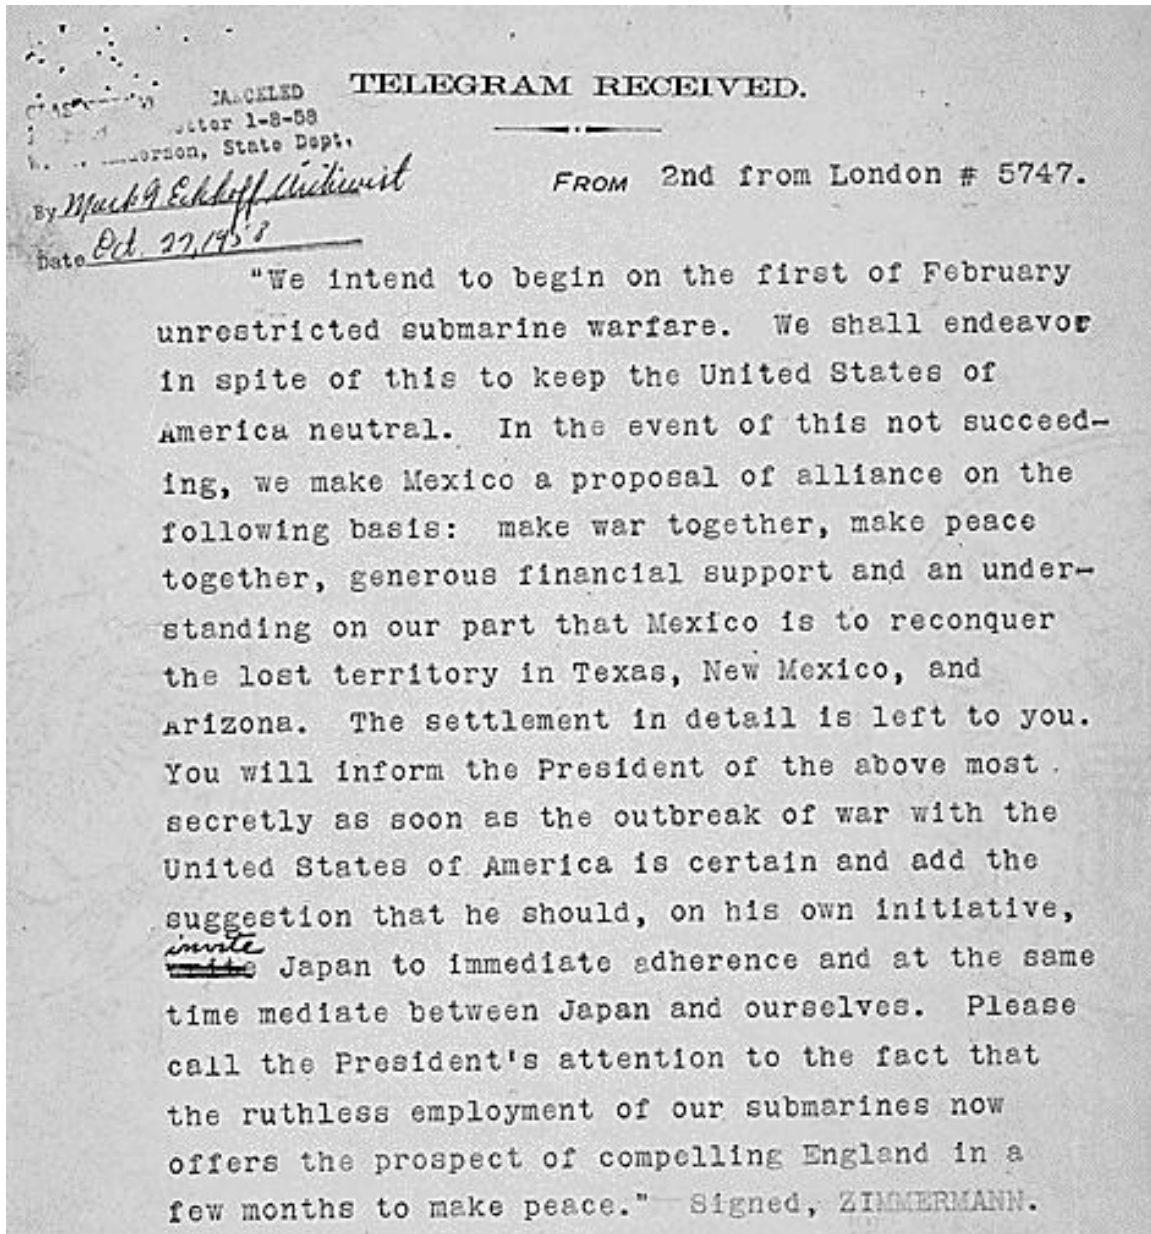 TELEGRAM RECEIVED.
CANCELED
letter 1-8-58
State Dept.
By Mark G Eckhoff Archivist
Date Oct. 27, 1958
FROM 2nd from London # 5747.
"We intend to begin on the first of February
unrestricted submarine warfare. We shall endeavor
in spite of this to keep the United States of
America neutral. In the event of this not succeed-
ing, we make Mexico a proposal of alliance on the
following basis: make war together, make peace
together, generous financial support and an under-
standing on our part that Mexico is to reconquer
the lost territory in Texas, New Mexico, and
Arizona. The settlement in detail is left to you.
You will inform the President of the above most
secretly as soon as the outbreak of war with the
United States of America is certain and add the
suggestion that he should, on his own initiative,
invite
Japan to immediate adherence and at the same
time mediate between Japan and ourselves. Please
call the President's attention to the fact that
the ruthless employment of our submarines now
offers the prospect of compelling England in a
few months to make peace." Signed, ZIMMERMANN.